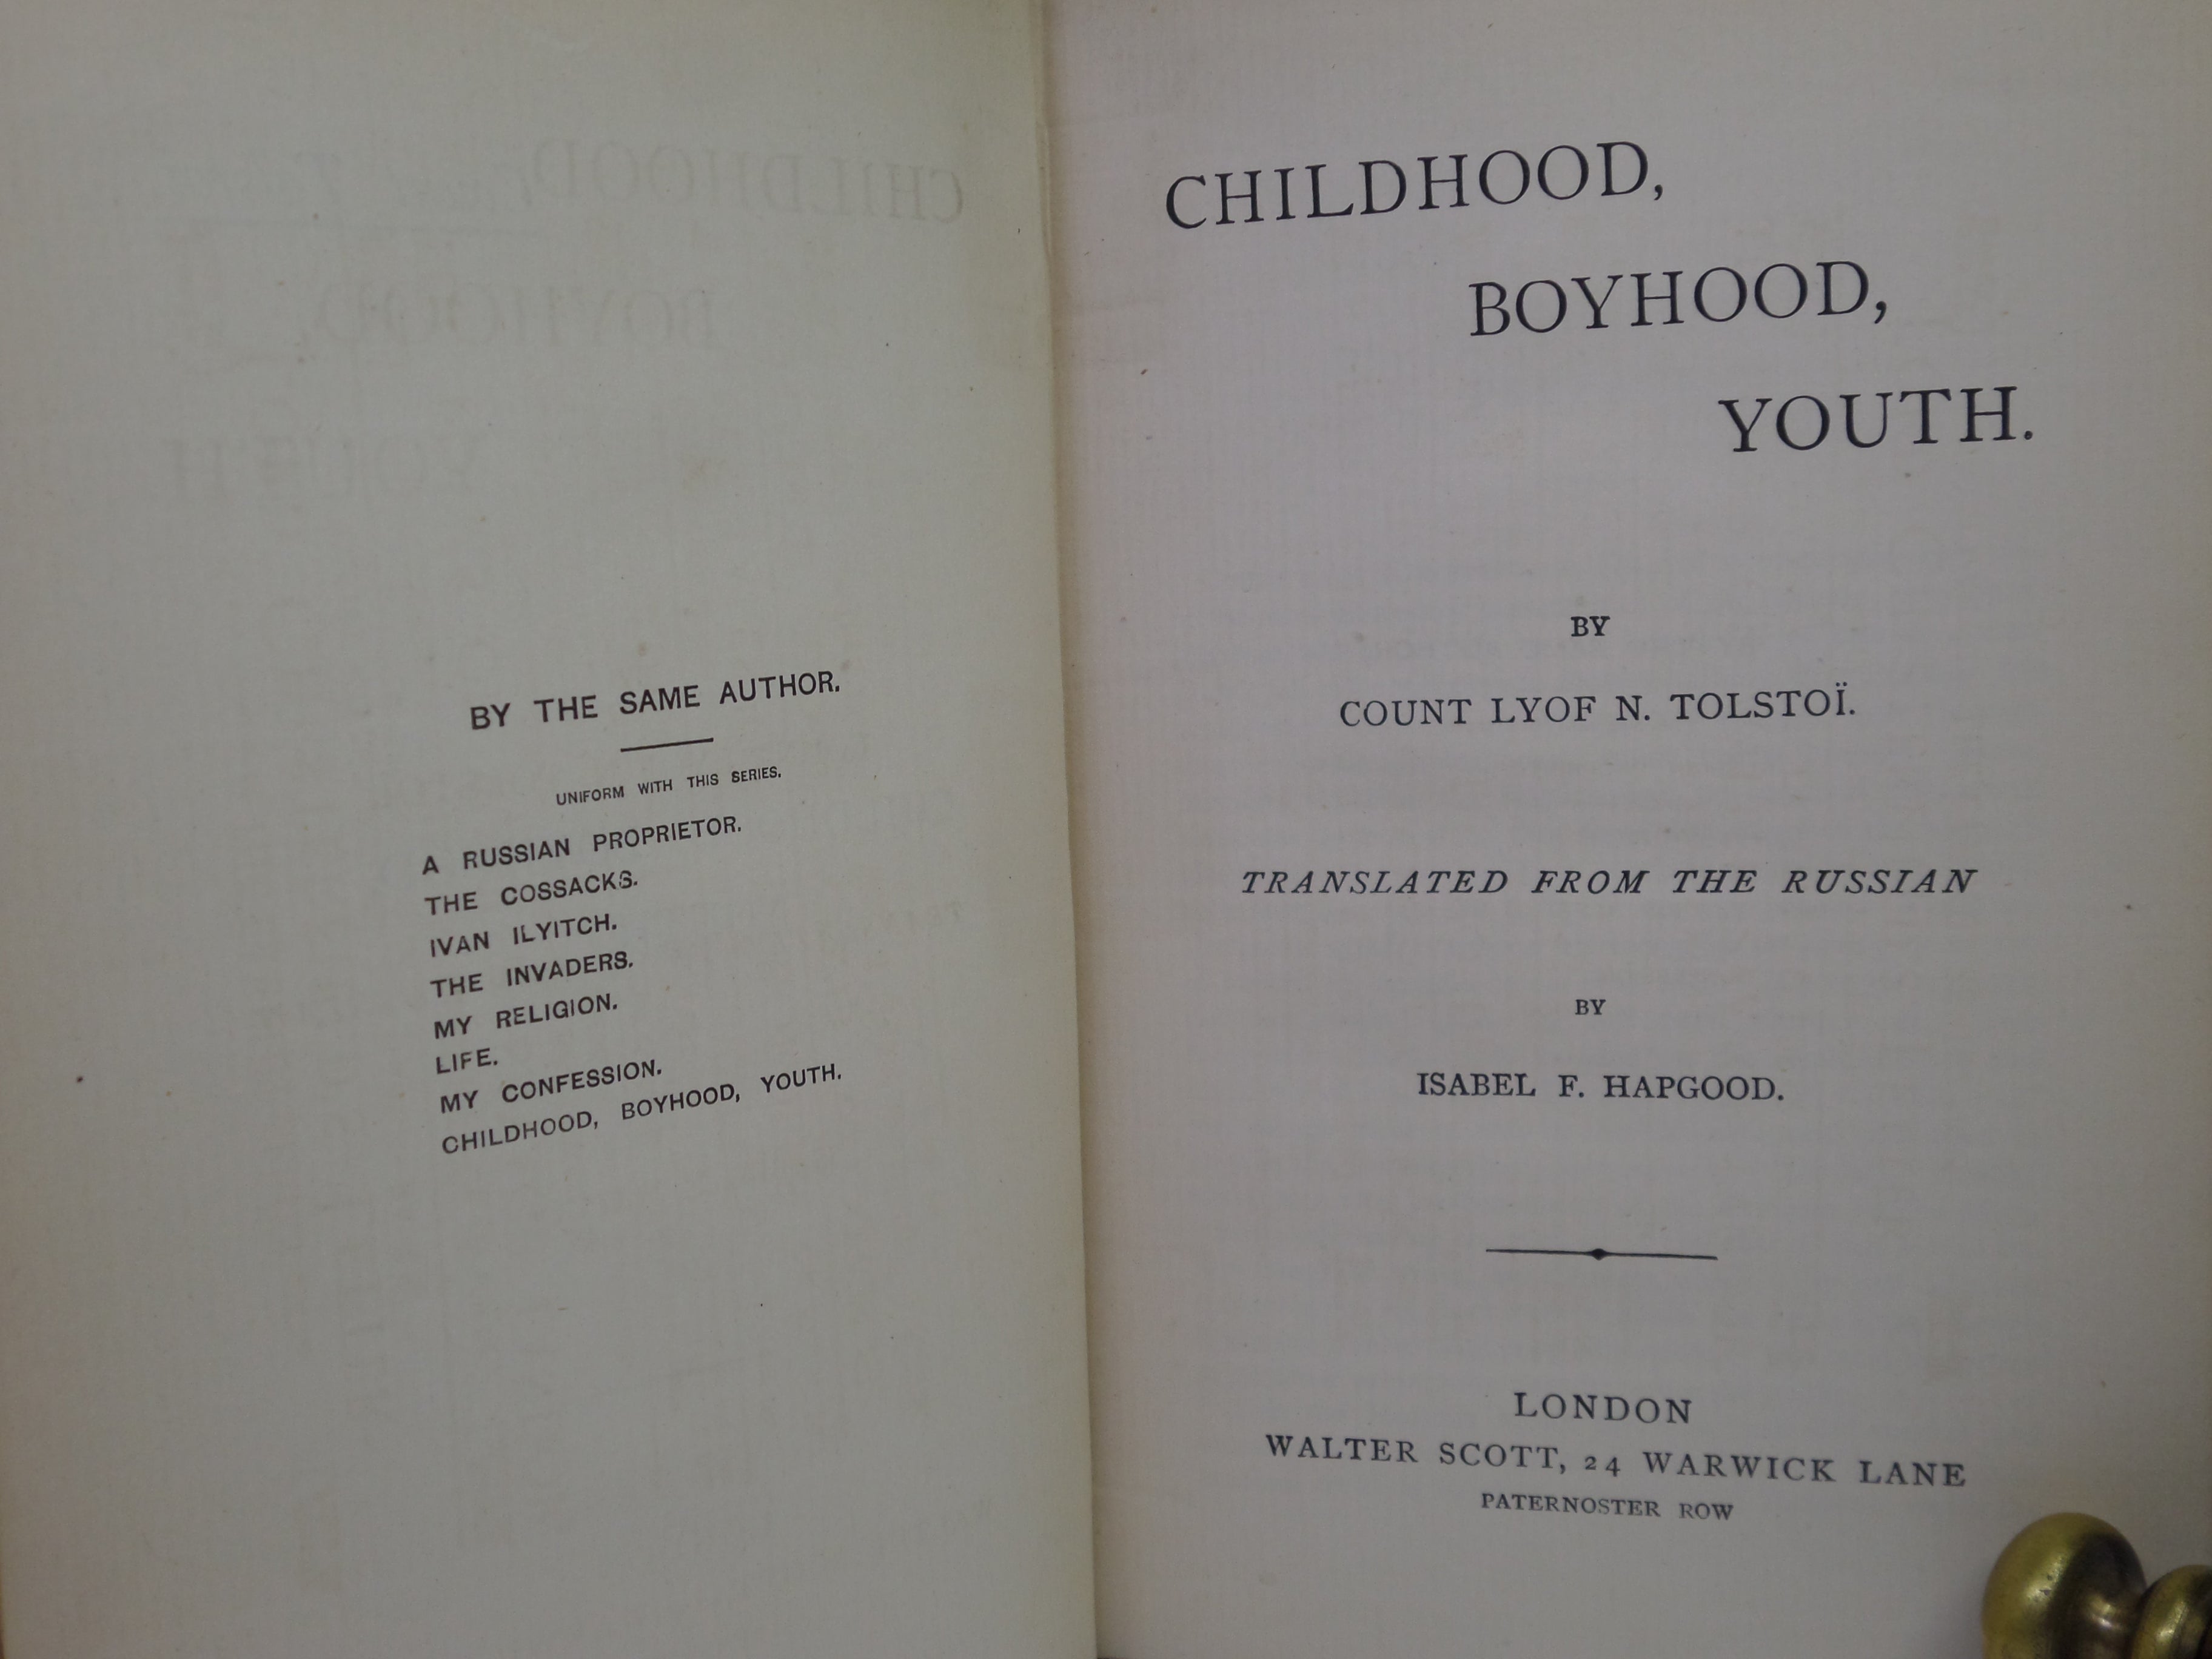 BY THE SAME AUTHOR.
UNIFORM WITH THIS SERIES.
A RUSSIAN PROPRIETOR.
THE COSSACKS.
IVAN ILYITCH.
THE INVADERS.
MY RELIGION.
LIFE.
MY CONFESSION.
CHILDHOOD, BOYHOOD, YOUTH.
CHILDHOOD,
BOYHOOD,
YOUTH.
BY
COUNT LYOF N. TOLSTOÏ.
TRANSLATED FROM THE RUSSIAN
BY
ISABEL F. HAPGOOD.
LONDON
WALTER SCOTT, 24 WARWICK LANE
PATERNOSTER ROW